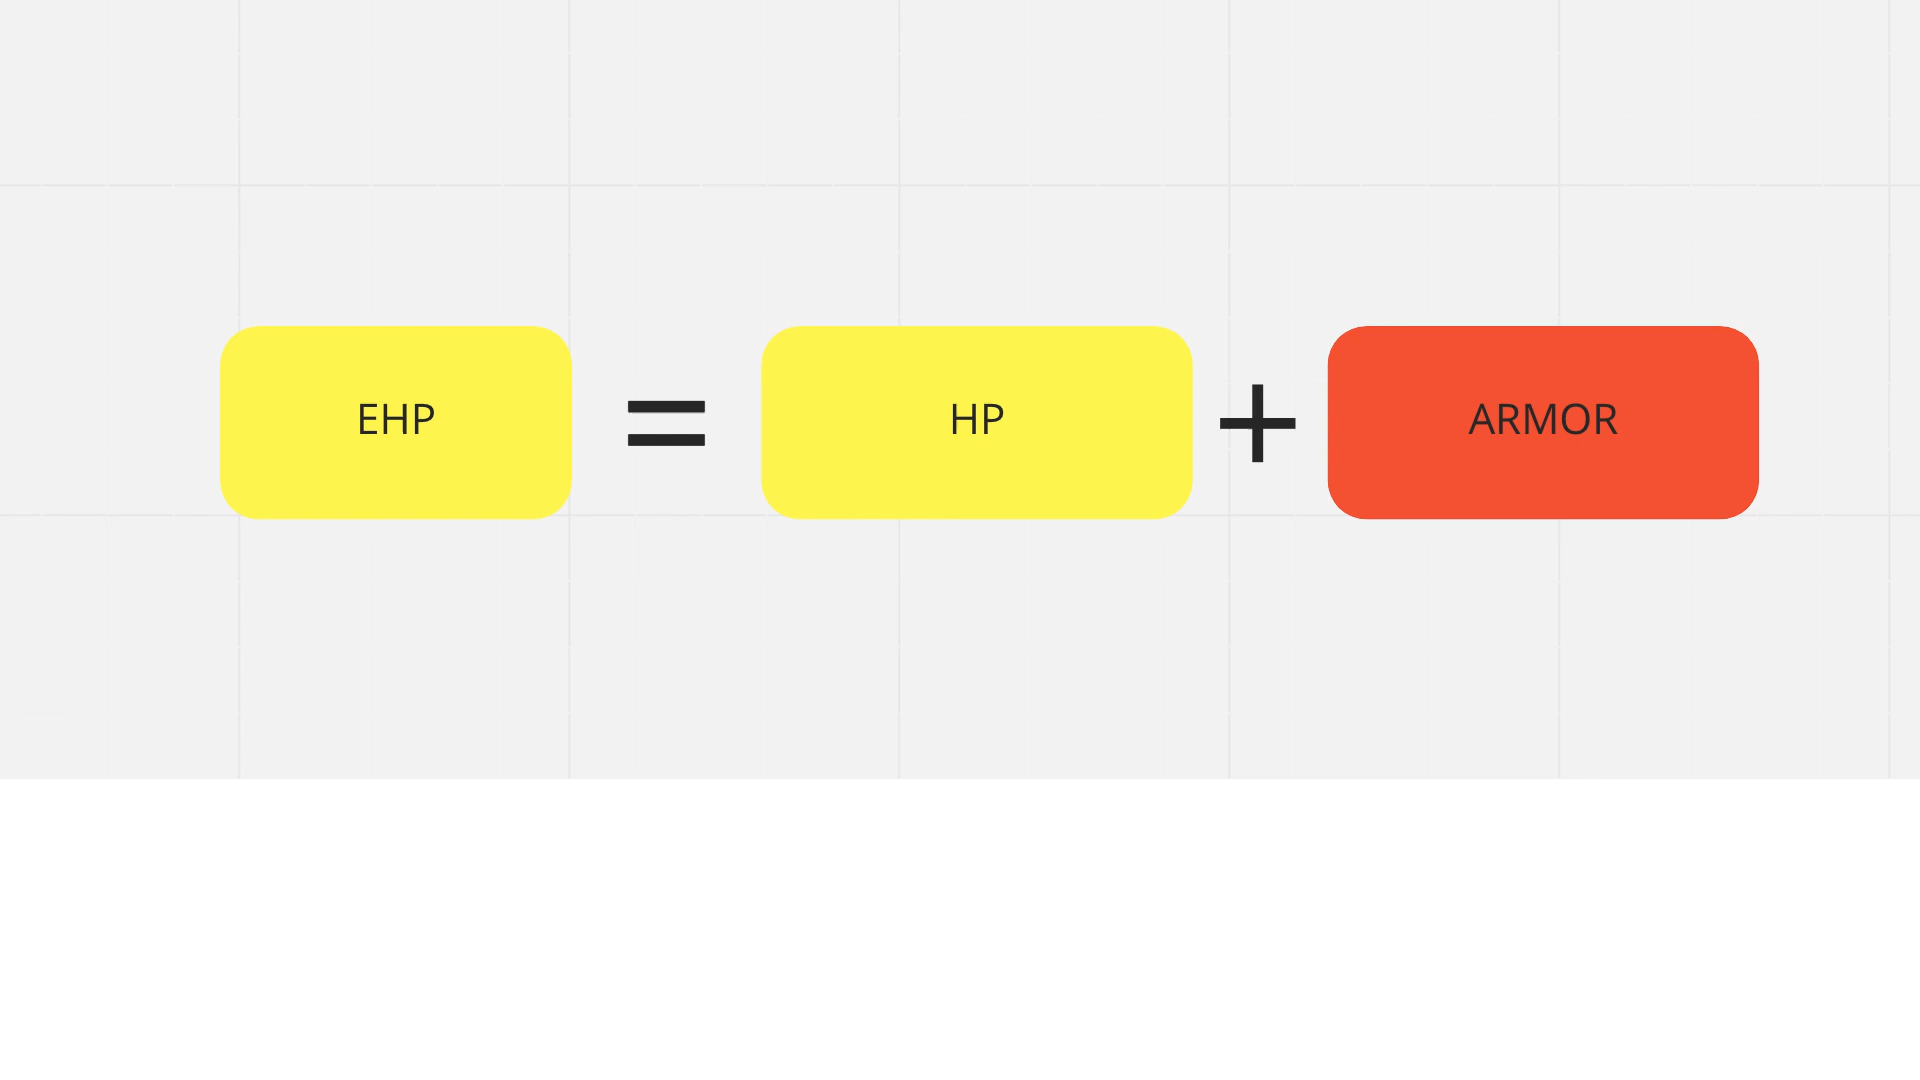 EHP = HP + ARMOR